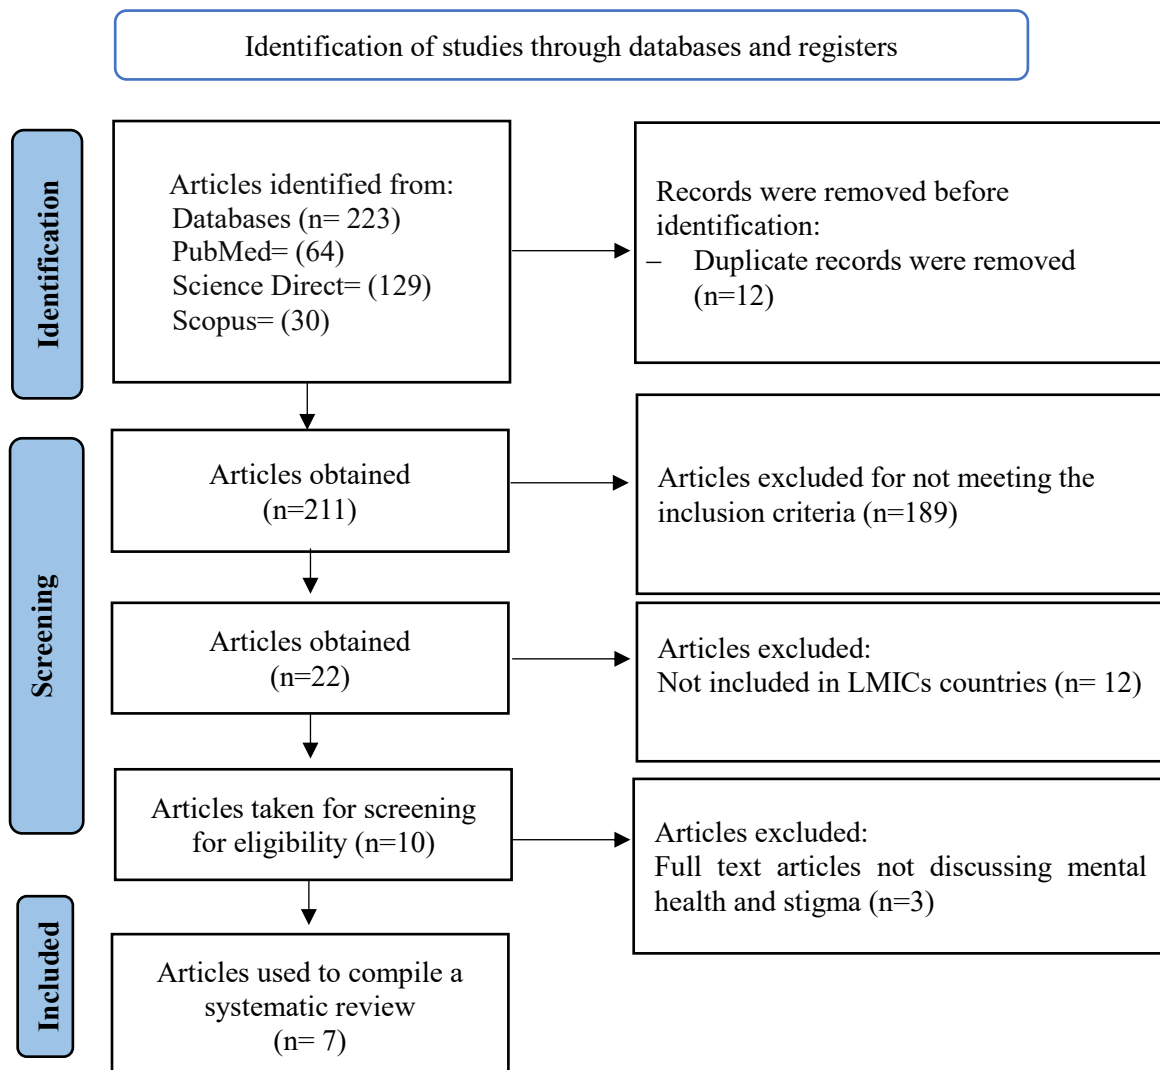 Identification of studies through databases and registers
Identification
Articles identified from:
Databases (n= 223)
PubMed= (64)
Science Direct= (129)
Scopus= (30)
Records were removed before
identification:
– Duplicate records were removed
(n=12)
Screening
Articles obtained
(n=211)
Articles excluded for not meeting the
inclusion criteria (n=189)
Articles obtained
(n=22)
Articles excluded:
Not included in LMICs countries (n= 12)
Articles taken for screening
for eligibility (n=10)
Articles excluded:
Full text articles not discussing mental
health and stigma (n=3)
Included
Articles used to compile a
systematic review
(n= 7)